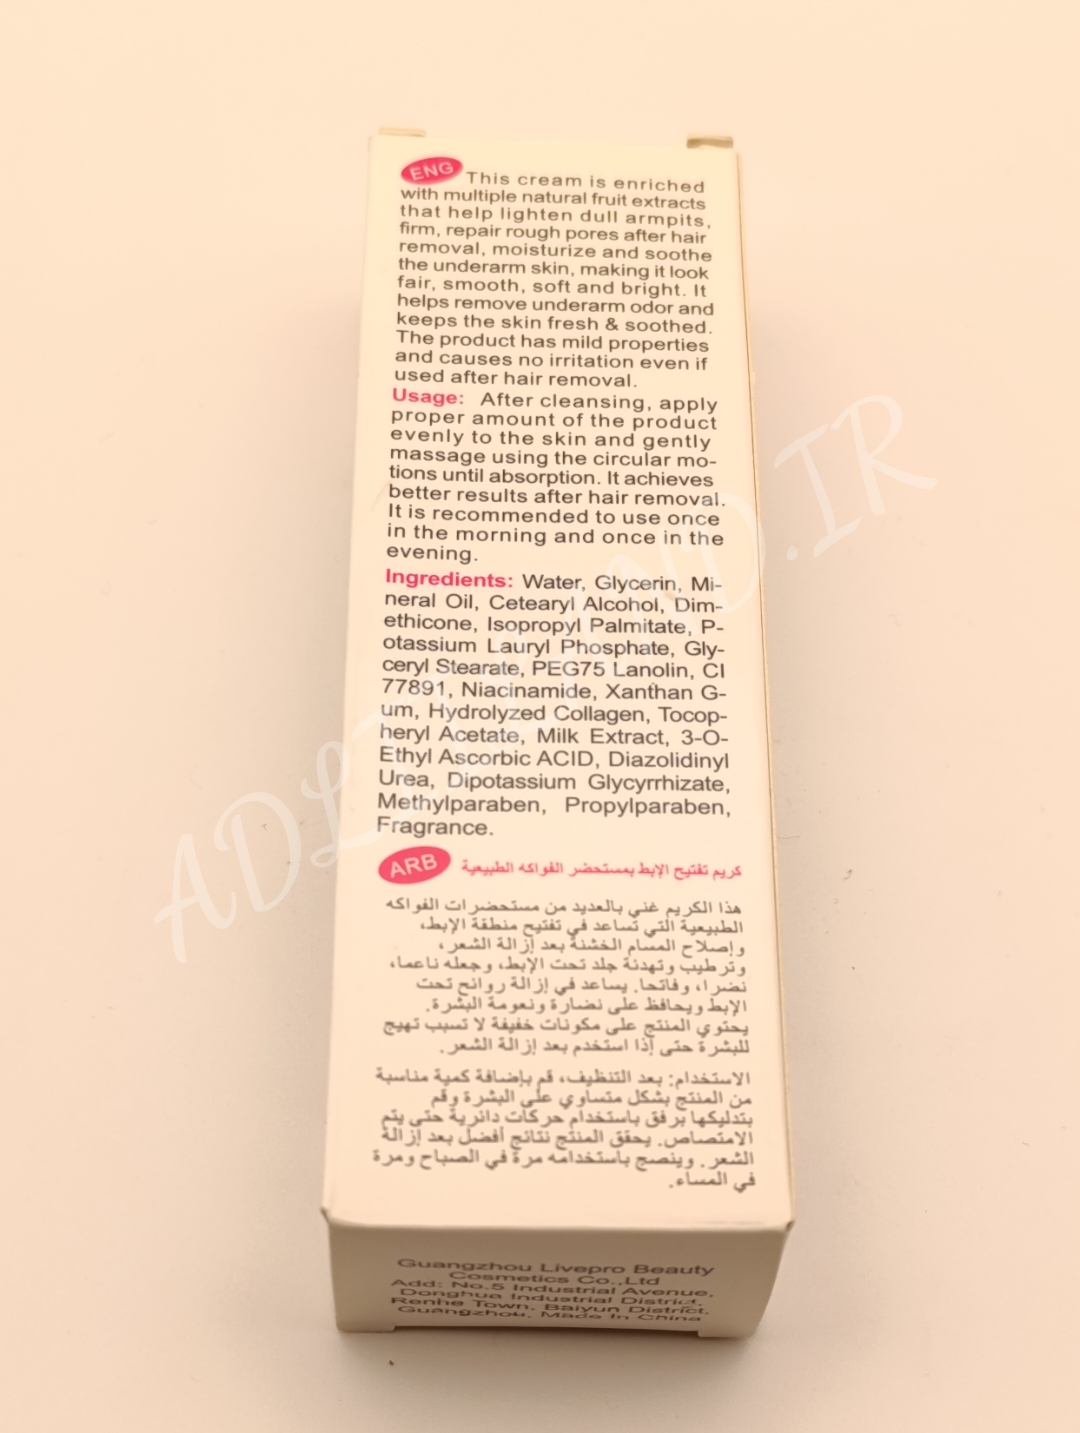 ENG This cream is enriched
with multiple natural fruit extracts
that help lighten dull armpits,
firm, repair rough pores after hair
removal, moisturize and soothe
the underarm skin, making it look
fair, smooth, soft and bright. It
helps remove underarm odor and
keeps the skin fresh & soothed.
The product has mild properties
and causes no irritation even if
used after hair removal.
Usage: After cleansing, apply
proper amount of the product
evenly to the skin and gently
massage using the circular mo-
tions until absorption. It achieves
better results after hair removal.
It is recommended to use once
in the morning and once in the
evening.
Ingredients: Water, Glycerin, Mi-
neral Oil, Cetearyl Alcohol, Dim-
ethicone, Isopropyl Palmitate, P-
otassium Lauryl Phosphate, Gly-
ceryl Stearate, PEG75 Lanolin, CI
77891, Niacinamide, Xanthan G-
um, Hydrolyzed Collagen, Tocop-
heryl Acetate, Milk Extract, 3-O-
Ethyl Ascorbic ACID, Diazolidinyl
Urea, Dipotassium Glycyrrhizate,
Methylparaben, Propylparaben,
Fragrance.
ARB كريم تفتيح الإبط بمستحضر الفواكه الطبيعية
هذا الكريم غني بالعديد من مستحضرات الفواكه
الطبيعية التي تساعد في تفتيح منطقة الإبط،
وإصلاح المسام الخشنة بعد إزالة الشعر،
وترطيب وتهدئة جلد تحت الإبط، وجعله ناعما،
نضرا، وفاتحا. يساعد في إزالة روائح تحت
الإبط ويحافظ على نضارة ونعومة البشرة.
يحتوي المنتج على مكونات خفيفة لا تسبب تهيج
للبشرة حتى إذا استخدم بعد إزالة الشعر.
الاستخدام: بعد التنظيف، قم بإضافة كمية مناسبة
من المنتج بشكل متساوي على البشرة وقم
بتدليكها برفق باستخدام حركات دائرية حتى يتم
الامتصاص. يحقق المنتج نتائج أفضل بعد إزالة
الشعر. وينصح باستخدامه مرة في الصباح ومرة
في المساء.
Guangzhou Livepro Beauty
Cosmetics Co.,Ltd
Add: No.5 Industrial Avenue,
Donghua Industrial District,
Renhe Town, Baiyun District,
Guangzhou, Made In China